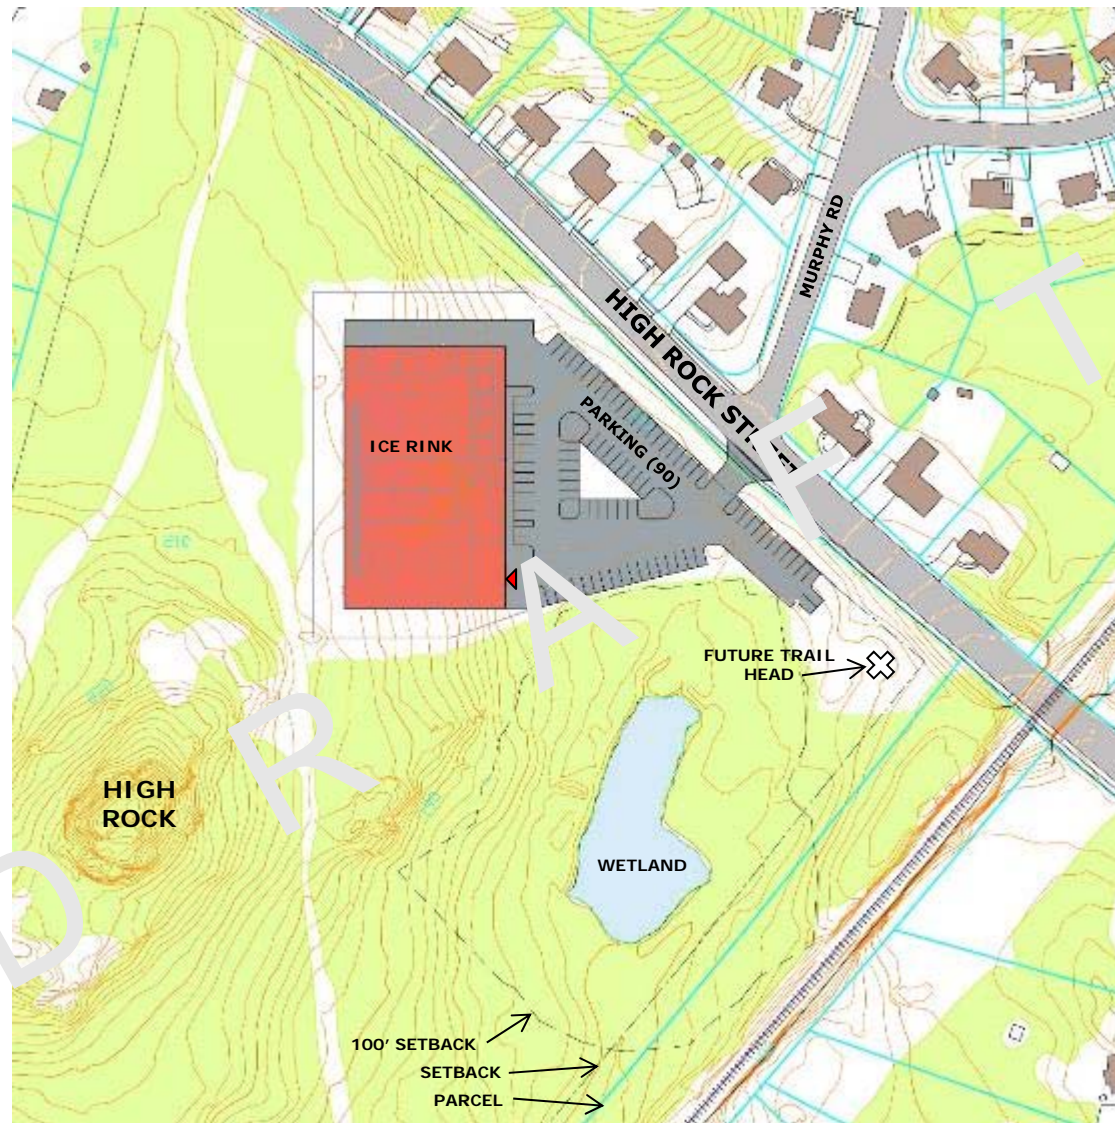 MURPHY RD
HIGH ROCK STREET
PARKING (90)
ICE RINK
FUTURE TRAIL
HEAD
HIGH
ROCK
WETLAND
100' SETBACK
SETBACK
PARCEL
DRAFT